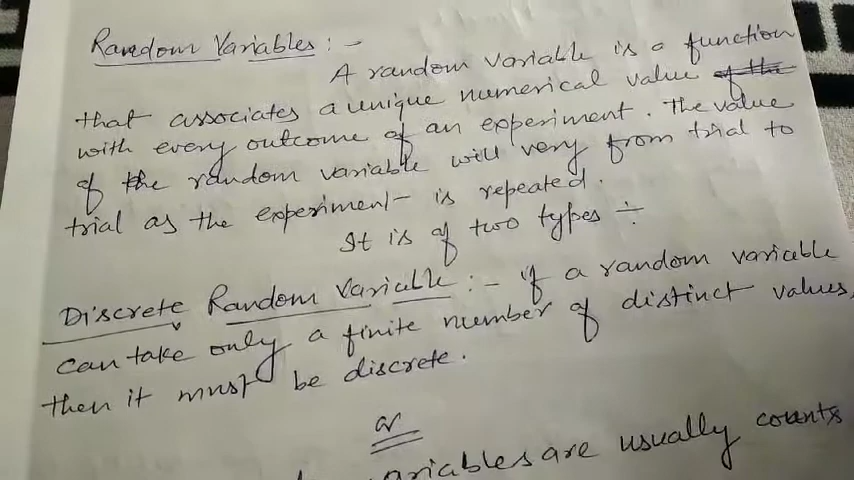 Random Variables :-
A random variable is a function
that associates a unique numerical value
with every outcome of an experiment. The value
of the random variable will very from trial to
trial as the experiment is repeated.
It is of two types ÷
Discrete Random Variable :- if a random variable
can take only a finite number of distinct values,
then it must be discrete.
or
variables are usually counts